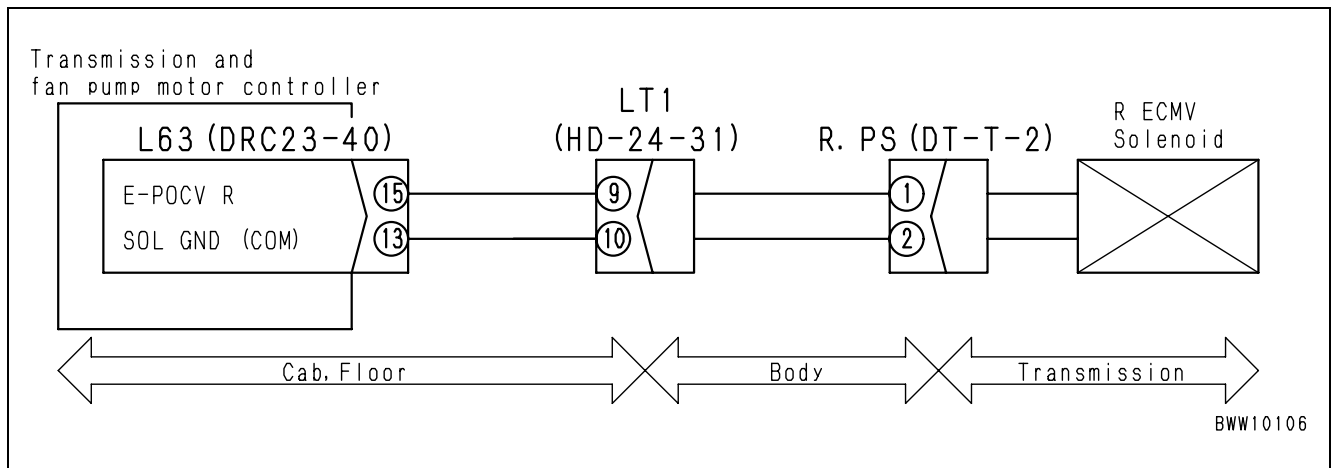 Transmission and
fan pump motor controller
L63 (DRC23-40)
LT1
(HD-24-31)
R. PS (DT-T-2)
R ECMV
Solenoid
E-POCV R
15
9
1
SOL GND (COM)
13
10
2
Cab, Floor
Body
Transmission
BWW10106